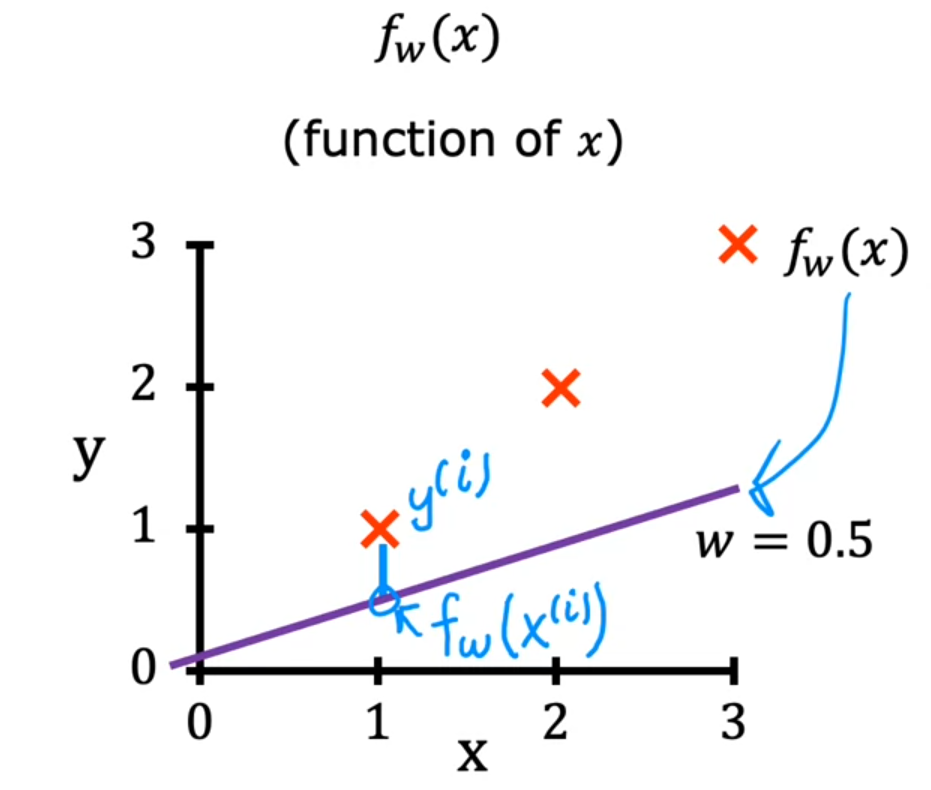 f_w(x)
(function of x)
3
f_w(x)
2
y
y^(i)
1
w = 0.5
f_w(x^(i))
0
0 1 2 3
x